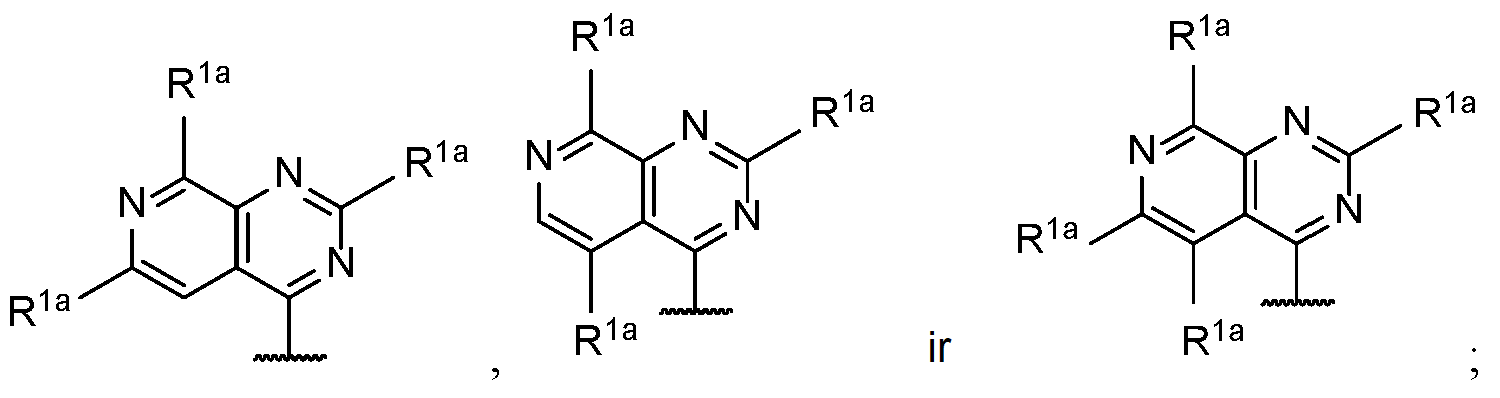 R1a R1a R1a N N N R1a
R1a N N N R1a R1a
R1a N N N R1a R1a R1a
, ir ;